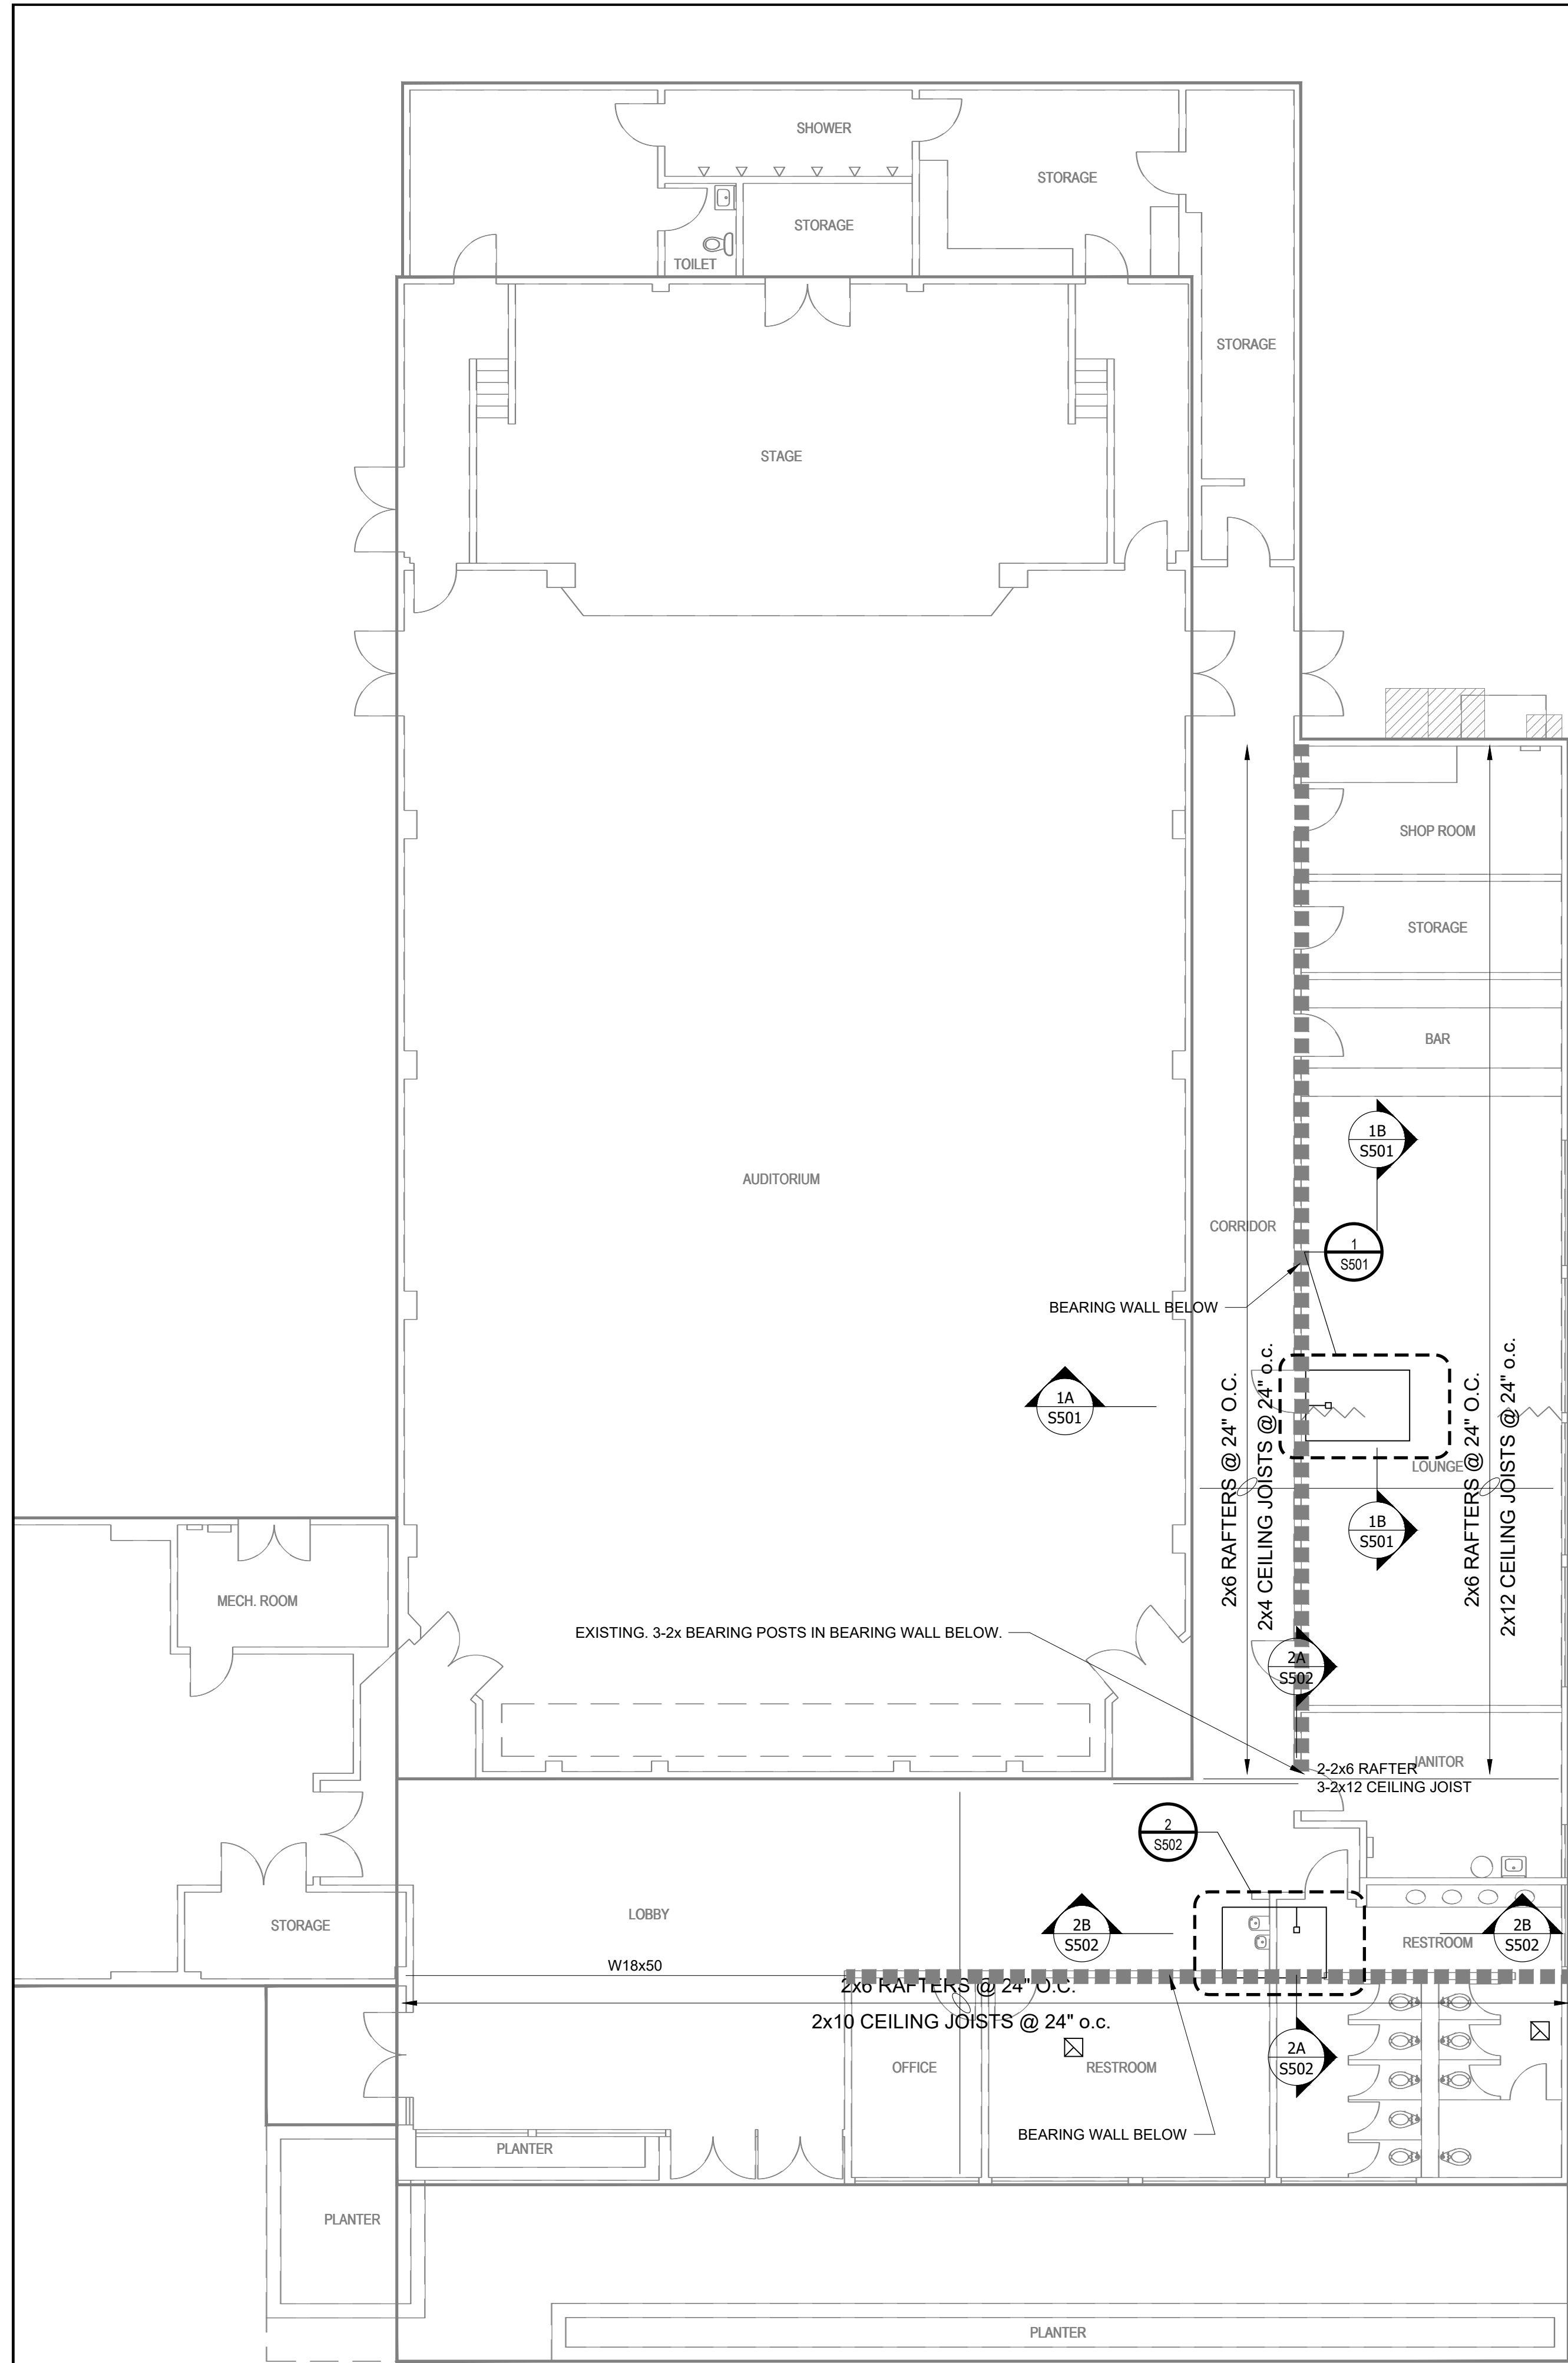 SHOWER
STORAGE
STORAGE
TOILET
STORAGE
STAGE
SHOP ROOM
STORAGE
BAR
1B
S501
AUDITORIUM
CORRIDOR
1
S501
BEARING WALL BELOW
1A
S501
2x6 RAFTERS @ 24" O.C.
2x4 CEILING JOISTS @ 24" o.c.
2x6 RAFTERS @ 24" O.C.
2x12 CEILING JOISTS @ 24" o.c.
LOUNGE
1B
S501
MECH. ROOM
EXISTING. 3-2x BEARING POSTS IN BEARING WALL BELOW.
2A
S502
JANITOR
2-2x6 RAFTER
3-2x12 CEILING JOIST
2
S502
LOBBY
STORAGE
2B
S502
RESTROOM
2B
S502
W18x50
2x6 RAFTERS @ 24" O.C.
2x10 CEILING JOISTS @ 24" o.c.
OFFICE
RESTROOM
2A
S502
BEARING WALL BELOW
PLANTER
PLANTER
PLANTER